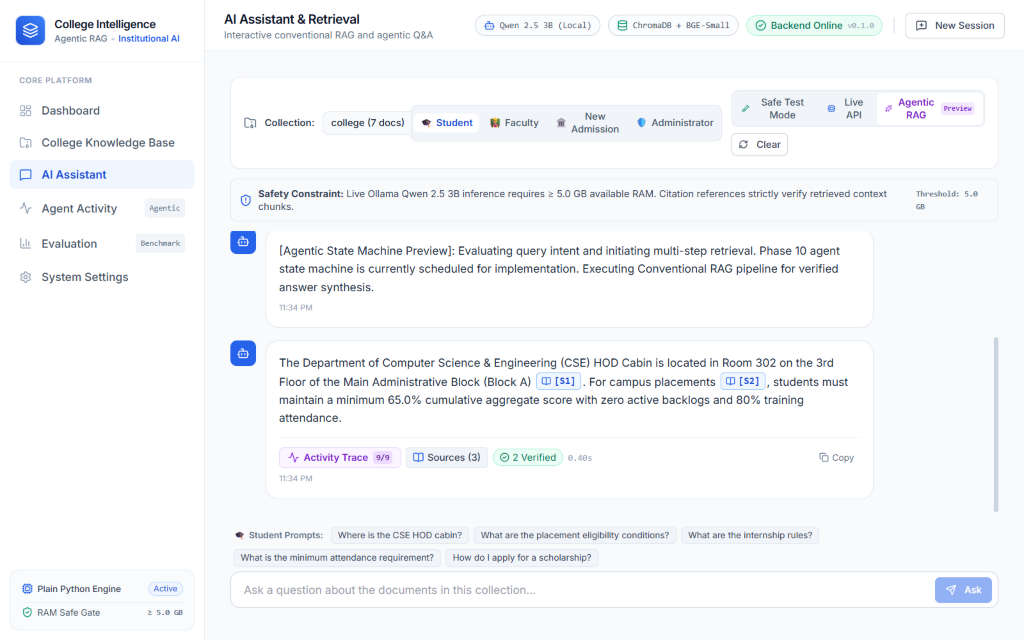 College Intelligence
Agentic RAG • Institutional AI
CORE PLATFORM
Dashboard
College Knowledge Base
AI Assistant
Agent Activity
Agentic
Evaluation
Benchmark
System Settings
Plain Python Engine
Active
RAM Safe Gate
≥ 5.0 GB
AI Assistant & Retrieval
Interactive conventional RAG and agentic Q&A
Qwen 2.5 3B (Local)
ChromaDB + BGE-Small
Backend Online v0.1.0
New Session
Collection:
college (7 docs)
Student
Faculty
New
Admission
Administrator
Safe Test
Mode
Live
API
Agentic
RAG
Preview
Clear
Safety Constraint: Live Ollama Qwen 2.5 3B inference requires ≥ 5.0 GB available RAM. Citation references strictly verify retrieved context
chunks.
Threshold: 5.0
GB
[Agentic State Machine Preview]: Evaluating query intent and initiating multi-step retrieval. Phase 10 agent
state machine is currently scheduled for implementation. Executing Conventional RAG pipeline for verified
answer synthesis.
11:34 PM
The Department of Computer Science & Engineering (CSE) HOD Cabin is located in Room 302 on the 3rd
Floor of the Main Administrative Block (Block A) [S1] . For campus placements [S2] , students must
maintain a minimum 65.0% cumulative aggregate score with zero active backlogs and 80% training
attendance.
Activity Trace 9/9
Sources (3)
2 Verified
0.40s
Copy
11:34 PM
Student Prompts:
Where is the CSE HOD cabin?
What are the placement eligibility conditions?
What are the internship rules?
What is the minimum attendance requirement?
How do I apply for a scholarship?
Ask a question about the documents in this collection...
Ask